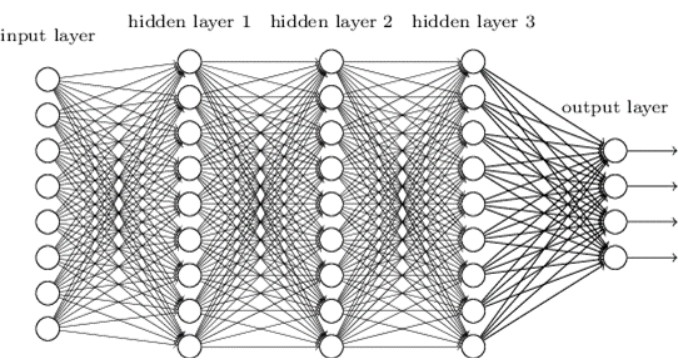 input layer
hidden layer 1
hidden layer 2
hidden layer 3
output layer